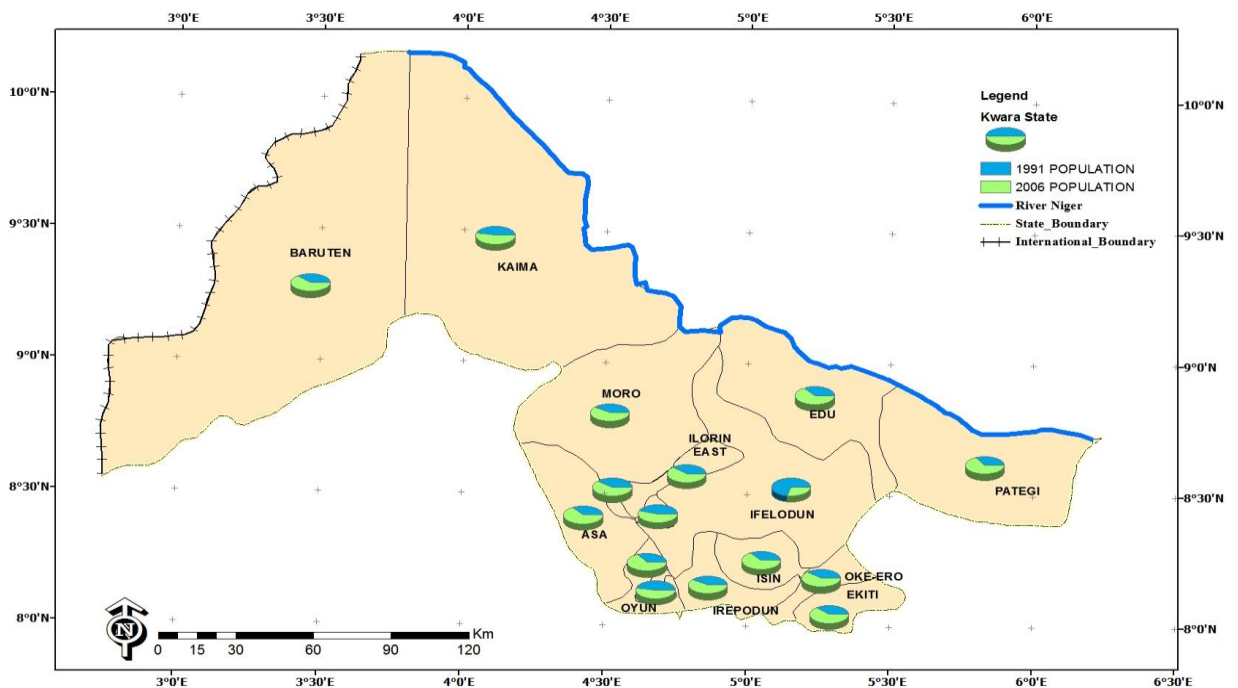 3°0'E 3°30'E 4°0'E 4°30'E 5°0'E 5°30'E 6°0'E
10°0'N 10°0'N
Legend
Kwara State
1991 POPULATION
2006 POPULATION
River Niger
State_Boundary
International_Boundary
9°30'N 9°30'N
BARUTEN
KAIMA
9°0'N 9°0'N
MORO
EDU
ILORIN
EAST
PATEGI
8°30'N 8°30'N
IFELODUN
ASA
ISIN
OKE-ERO
EKITI
OYUN
IREPODUN
8°0'N 8°0'N
N
Km
0 15 30 60 90 120
3°0'E 3°30'E 4°0'E 4°30'E 5°0'E 5°30'E 6°0'E 6°30'E